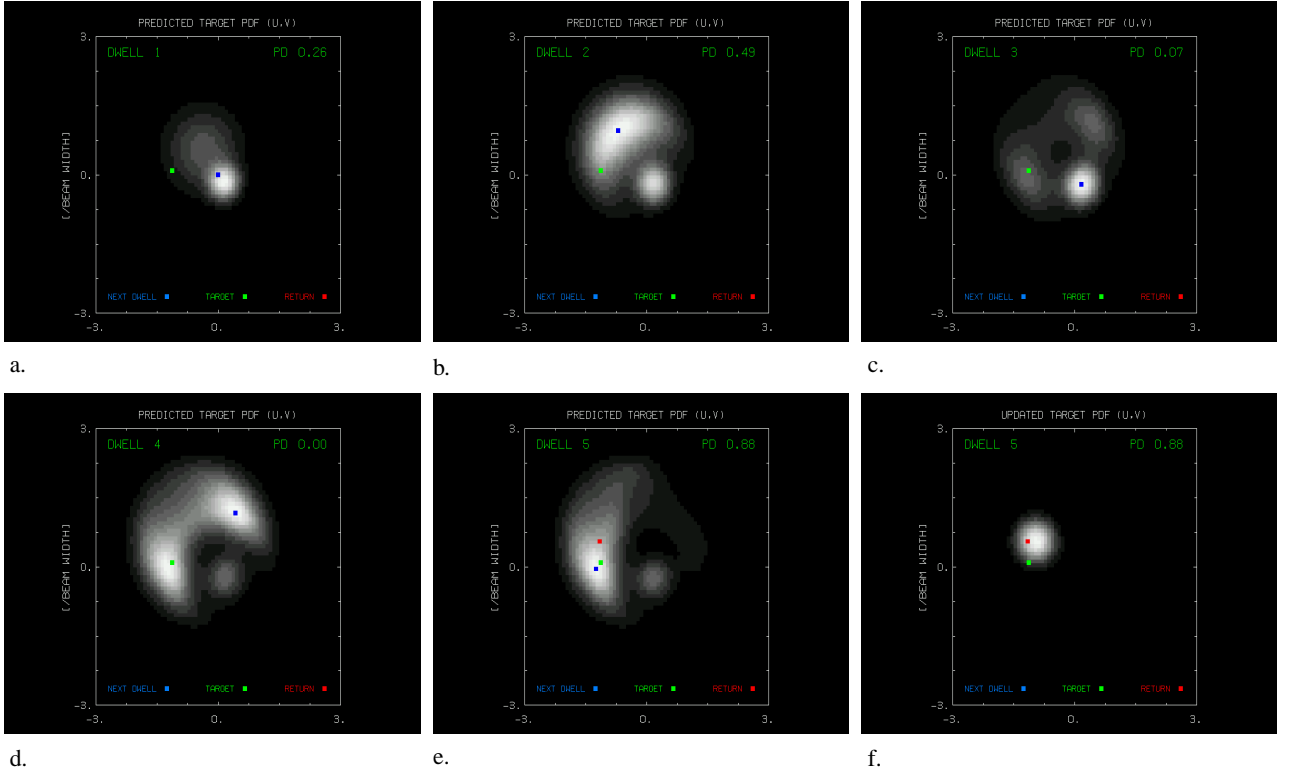 PREDICTED TARGET PDF (U,V)
3.
DWELL 1 PD 0.26
[/BEAM WIDTH]
0.
NEXT DWELL TARGET RETURN
-3.
-3. 0. 3.
a.
PREDICTED TARGET PDF (U,V)
3.
DWELL 2 PD 0.49
[/BEAM WIDTH]
0.
NEXT DWELL TARGET RETURN
-3.
-3. 0. 3.
b.
PREDICTED TARGET PDF (U,V)
3.
DWELL 3 PD 0.07
[/BEAM WIDTH]
0.
NEXT DWELL TARGET RETURN
-3.
-3. 0. 3.
c.
PREDICTED TARGET PDF (U,V)
3.
DWELL 4 PD 0.00
[/BEAM WIDTH]
0.
NEXT DWELL TARGET RETURN
-3.
-3. 0. 3.
d.
PREDICTED TARGET PDF (U,V)
3.
DWELL 5 PD 0.88
[/BEAM WIDTH]
0.
NEXT DWELL TARGET RETURN
-3.
-3. 0. 3.
e.
UPDATED TARGET PDF (U,V)
3.
DWELL 5 PD 0.88
[/BEAM WIDTH]
0.
NEXT DWELL TARGET RETURN
-3.
-3. 0. 3.
f.